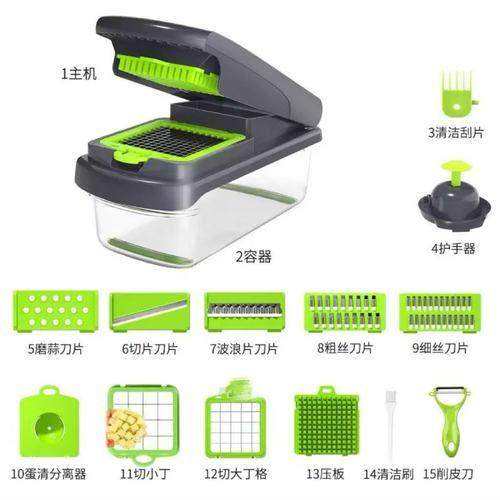 1主机
3清洁刮片
2容器
4护手器
5磨蒜刀片
6切片刀片
7波浪片刀片
8粗丝刀片
9细丝刀片
10蛋清分离器
11切小丁
12切大丁格
13压板
14清洁刷
15削皮刀